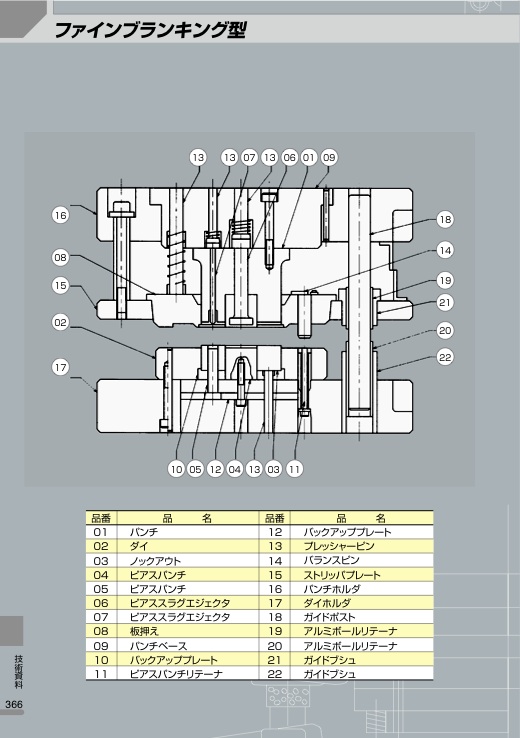 ファインブランキング型
13 13 07 13 06 01 09
16
18
08
14
15
19
21
02
20
17
22
10 05 12 04 13 03 11
品番 品 名 品番 品 名
01 パンチ 12 バックアッププレート
02 ダイ 13 プレッシャーピン
03 ノックアウト 14 バランスピン
04 ピアスパンチ 15 ストリッパプレート
05 ピアスパンチ 16 パンチホルダ
06 ピアススラグエジェクタ 17 ダイホルダ
07 ピアススラグエジェクタ 18 ガイドポスト
08 板押え 19 アルミボールリテーナ
09 パンチベース 20 アルミボールリテーナ
10 バックアッププレート 21 ガイドブシュ
11 ピアスパンチリテーナ 22 ガイドブシュ
技術資料
366